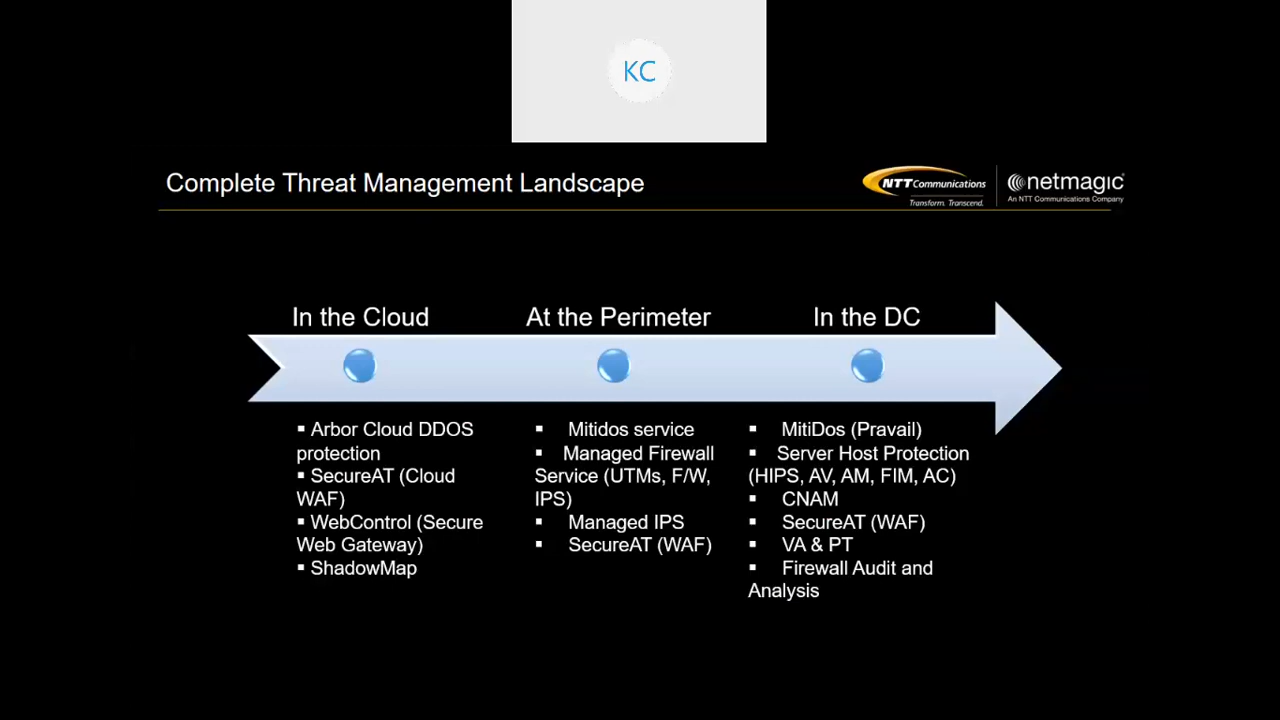 KC
Complete Threat Management Landscape
NTT Communications
Transform. Transcend.
netmagic
An NTT Communications Company
In the Cloud
At the Perimeter
In the DC
▪ Arbor Cloud DDOS
protection
▪ SecureAT (Cloud
WAF)
▪ WebControl (Secure
Web Gateway)
▪ ShadowMap
▪ Mitidos service
▪ Managed Firewall
Service (UTMs, F/W,
IPS)
▪ Managed IPS
▪ SecureAT (WAF)
▪ MitiDos (Pravail)
▪ Server Host Protection
(HIPS, AV, AM, FIM, AC)
▪ CNAM
▪ SecureAT (WAF)
▪ VA & PT
▪ Firewall Audit and
Analysis